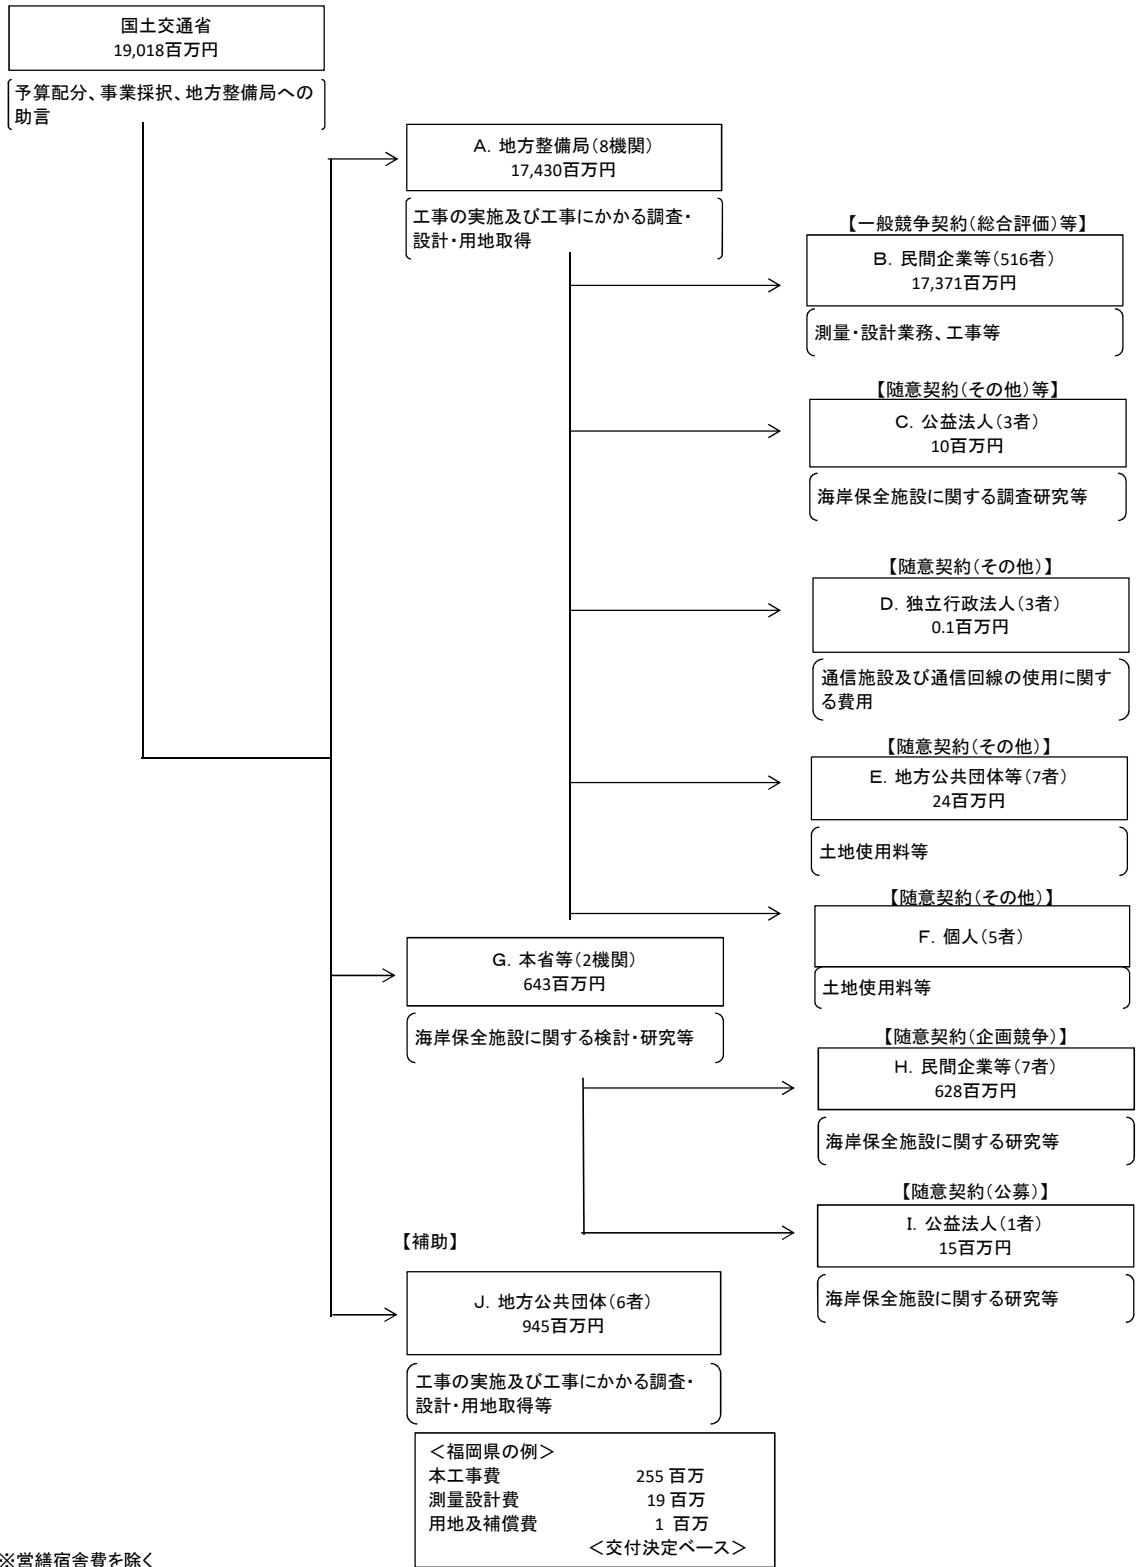 国土交通省
19,018百万円
予算配分、事業採択、地方整備局への
助言
A. 地方整備局(8機関)
17,430百万円
工事の実施及び工事にかかる調査・
設計・用地取得
【一般競争契約(総合評価)等】
B. 民間企業等(516者)
17,371百万円
測量・設計業務、工事等
【随意契約(その他)等】
C. 公益法人(3者)
10百万円
海岸保全施設に関する調査研究等
【随意契約(その他)】
D. 独立行政法人(3者)
0.1百万円
通信施設及び通信回線の使用に関す
る費用
【随意契約(その他)】
E. 地方公共団体等(7者)
24百万円
土地使用料等
【随意契約(その他)】
F. 個人(5者)
土地使用料等
G. 本省等(2機関)
643百万円
海岸保全施設に関する検討・研究等
【随意契約(企画競争)】
H. 民間企業等(7者)
628百万円
海岸保全施設に関する研究等
【随意契約(公募)】
I. 公益法人(1者)
15百万円
海岸保全施設に関する研究等
【補助】
J. 地方公共団体(6者)
945百万円
工事の実施及び工事にかかる調査・
設計・用地取得等
<福岡県の例>
本工事費 255 百万
測量設計費 19 百万
用地及補償費 1 百万
<交付決定ベース>
※営繕宿舎費を除く